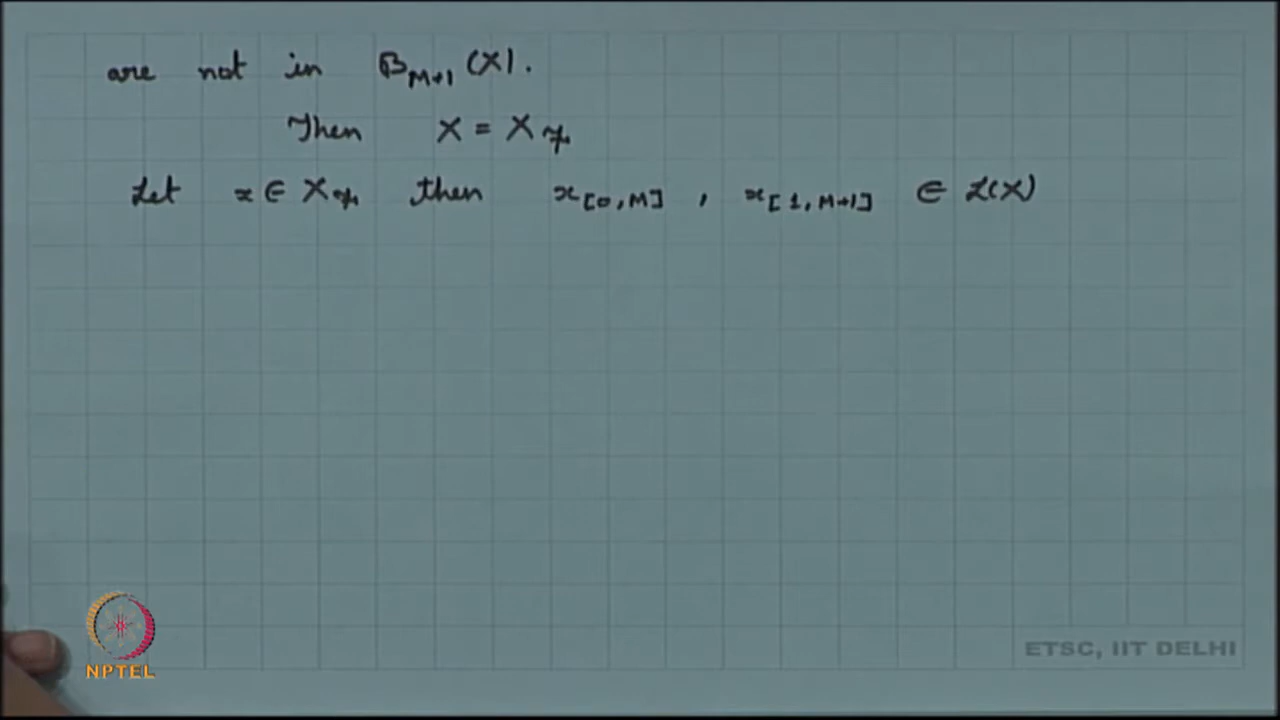 are not in B_{M+1}(X).
Then X = X_𝓕
Let x ∈ X_𝓕 then x_{[0,M]}, x_{[1,M+1]} ∈ 𝓛(X)
NPTEL
ETSC, IIT DELHI